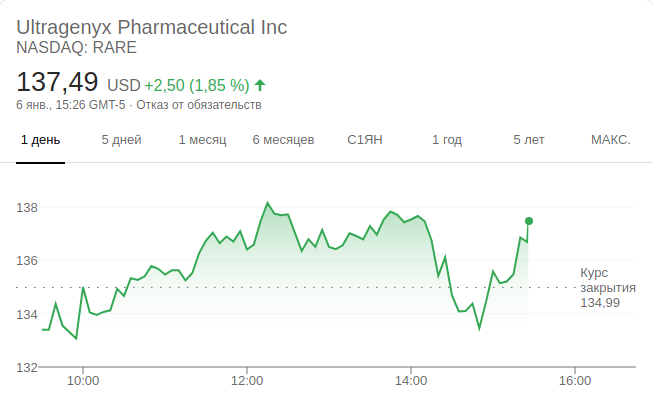 Ultragenyx Pharmaceutical Inc
NASDAQ: RARE
137,49 USD +2,50 (1,85 %) ↑
6 янв., 15:26 GMT-5 · Отказ от обязательств
1 день 5 дней 1 месяц 6 месяцев С1ЯН 1 год 5 лет МАКС.
138
136
Курс
закрытия
134,99
134
132
10:00 12:00 14:00 16:00